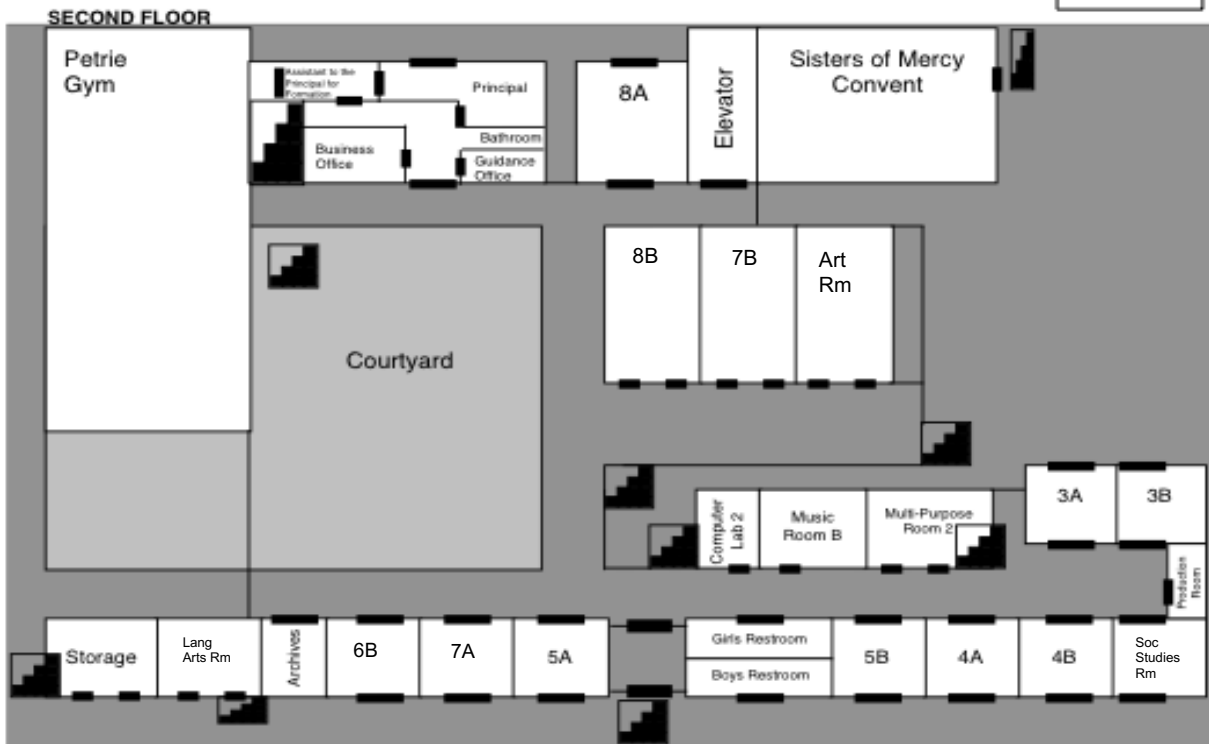 SECOND FLOOR
Petrie
Gym
Assistant to the
Principal for
Formation
Principal
Business
Office
Bathroom
Guidance
Office
8A
Elevator
Sisters of Mercy
Convent
8B
7B
Art
Rm
Courtyard
Computer
Lab 2
Music
Room B
Multi-Purpose
Room 2
3A
3B
Production
Room
Storage
Lang
Arts Rm
Archives
6B
7A
5A
Girls Restroom
Boys Restroom
5B
4A
4B
Soc
Studies
Rm